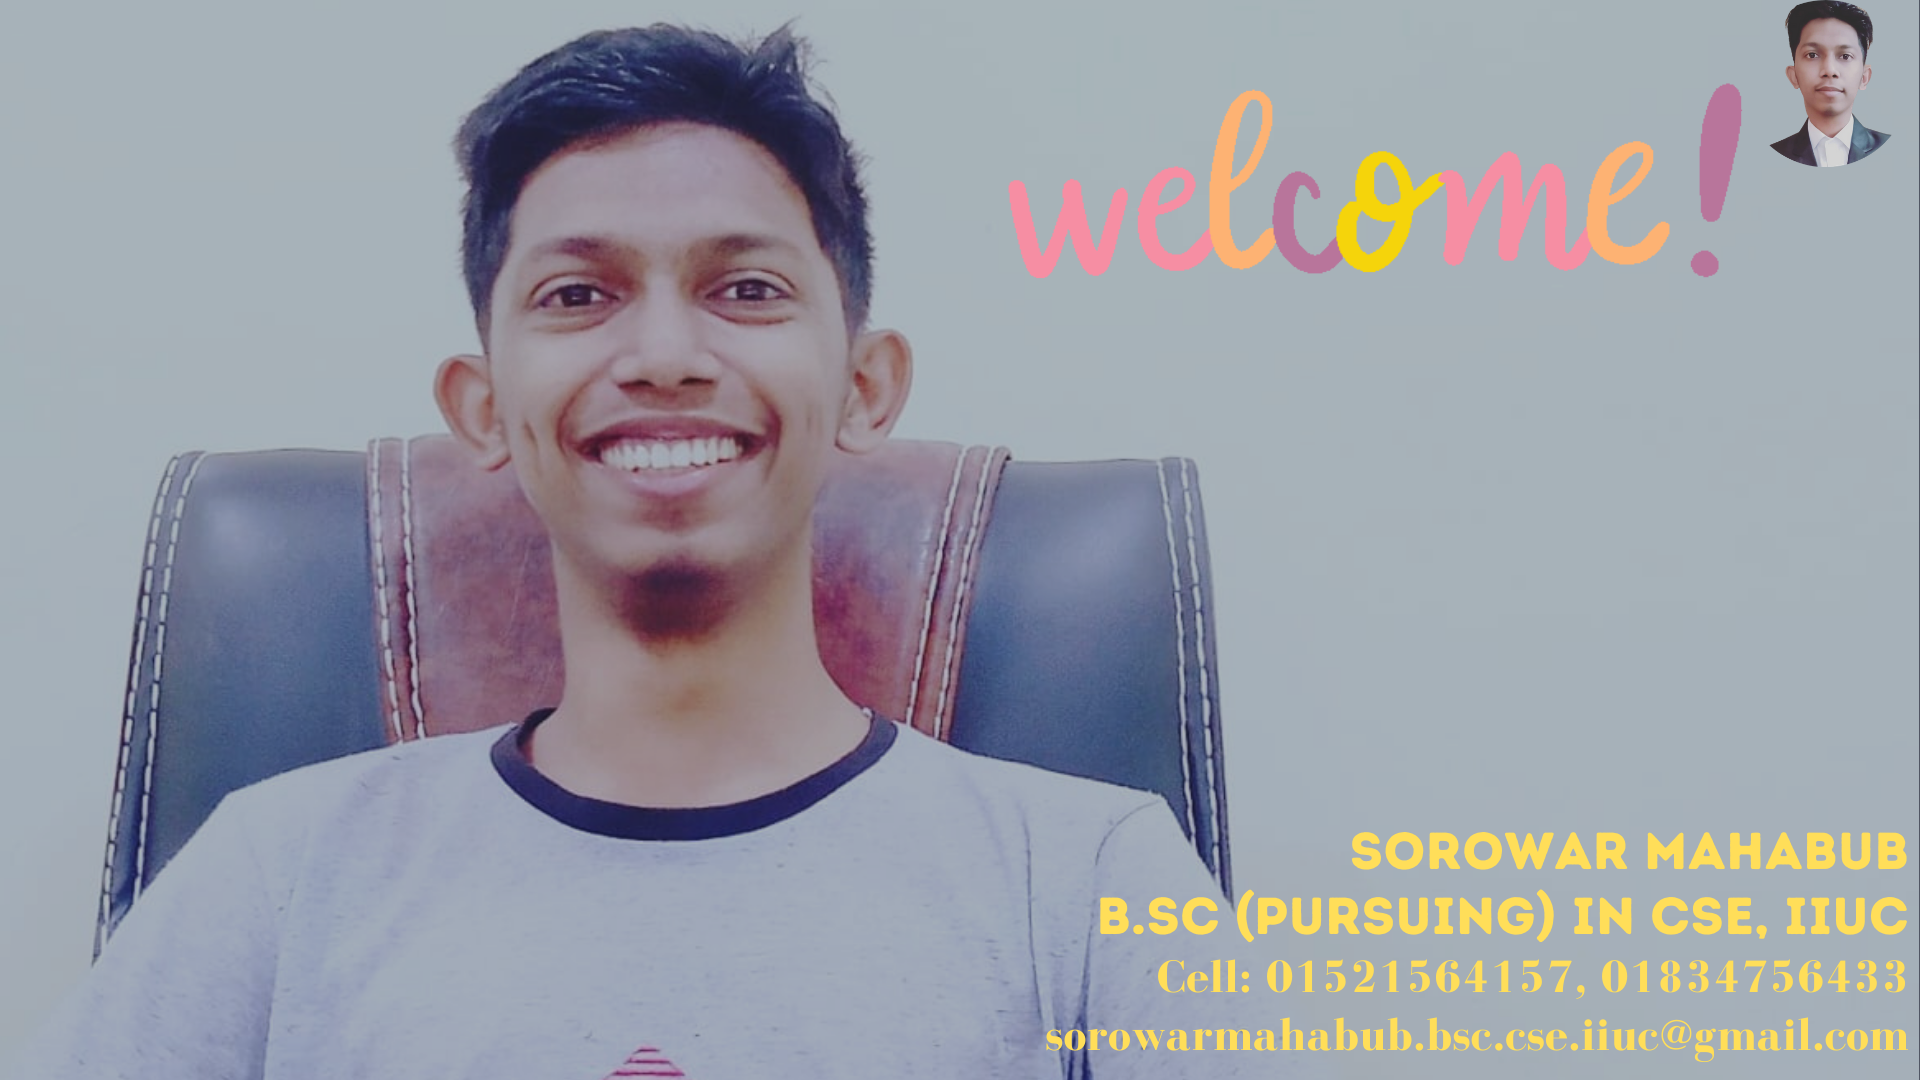 welcome!
SOROWAR MAHABUB
B.SC (PURSUING) IN CSE, IIUC
Cell: 01521564157, 01834756433
sorowarmahabub.bsc.cse.iiuc@gmail.com